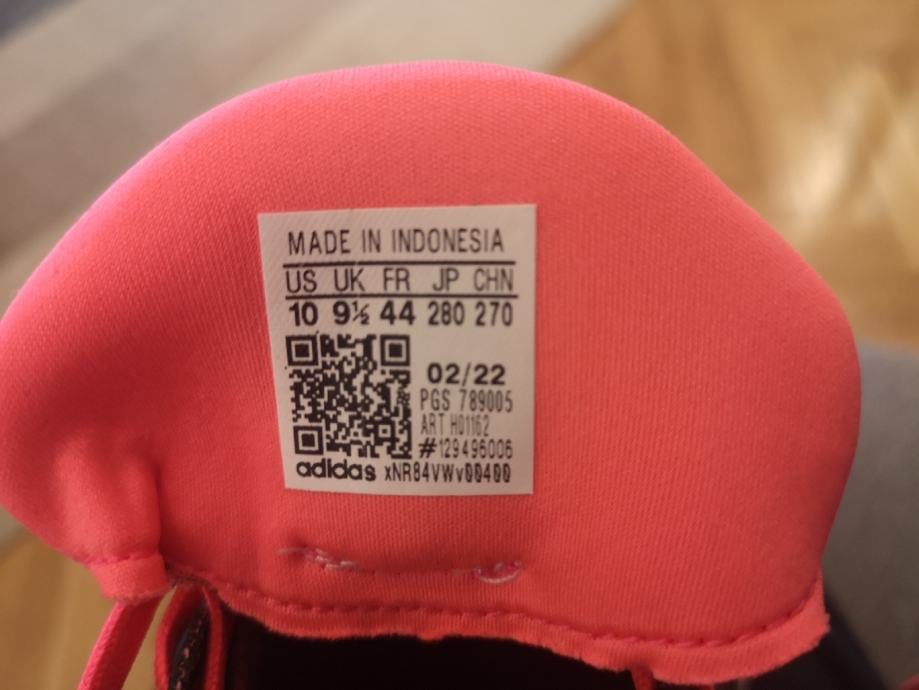 MADE IN INDONESIA
US UK FR JP CHN
10 9½ 44 280 270
02/22
PGS 789005
ART H01162
#129496006
adidas xNR84VWv00400